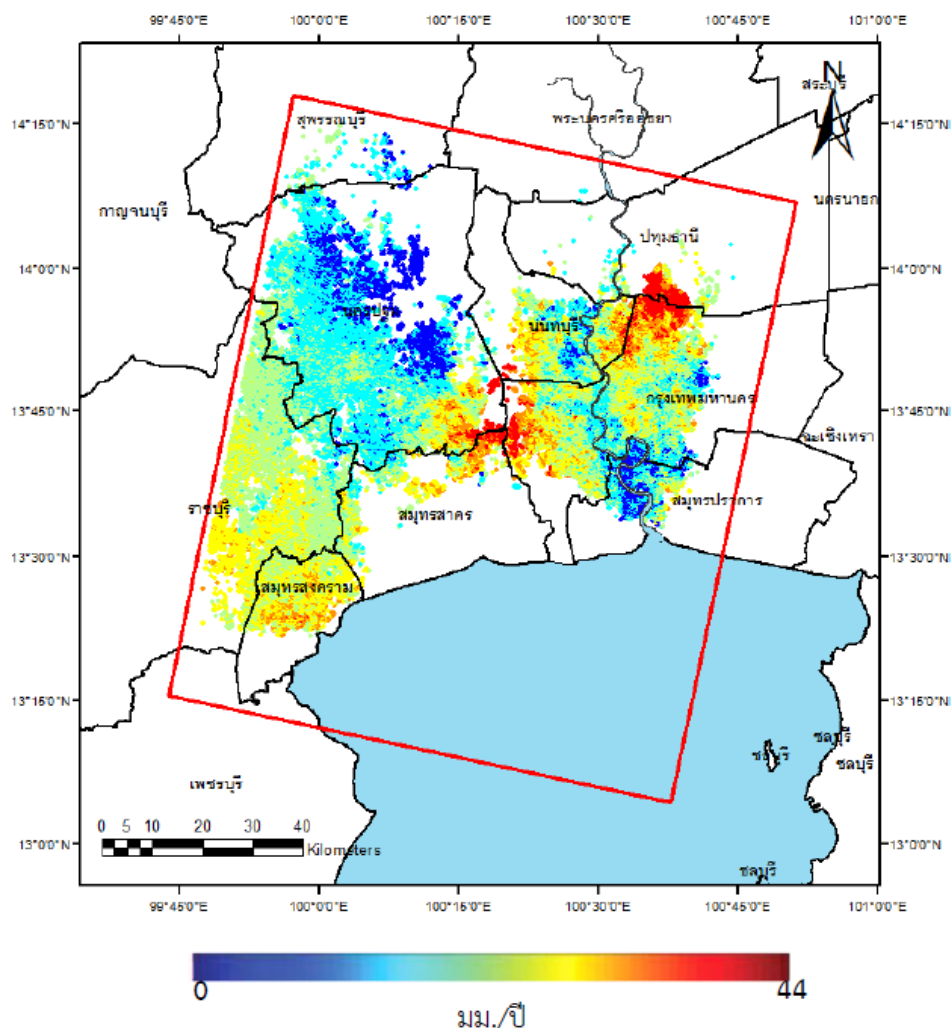 99°45'0"E 100°0'0"E 100°15'0"E 100°30'0"E 100°45'0"E 101°0'0"E
N
สระบุรี
14°15'0"N สุพรรณบุรี พระนครศรีอยุธยา 14°15'0"N
กาญจนบุรี นครนายก
ปทุมธานี
14°0'0"N 14°0'0"N
นครปฐม นนทบุรี
13°45'0"N กรุงเทพมหานคร 13°45'0"N
ฉะเชิงเทรา
ราชบุรี สมุทรสาคร สมุทรปราการ
13°30'0"N 13°30'0"N
สมุทรสงคราม
13°15'0"N 13°15'0"N
ชลบุรี
ชลบุรี ชลบุรี
เพชรบุรี
0 5 10 20 30 40
Kilometers
13°0'0"N 13°0'0"N
ชลบุรี
99°45'0"E 100°0'0"E 100°15'0"E 100°30'0"E 100°45'0"E 101°0'0"E
0 44
มม./ปี